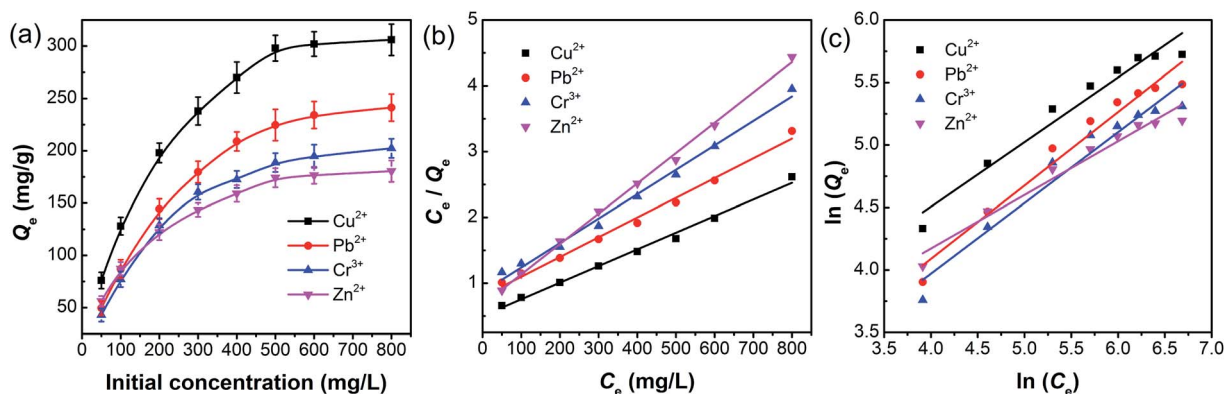 (a)
300
250
200
150
100
50
Qe (mg/g)
Cu2+
Pb2+
Cr3+
Zn2+
0 100 200 300 400 500 600 700 800
Initial concentration (mg/L)
(b)
5
4
3
2
1
0
Ce / Qe
Cu2+
Pb2+
Cr3+
Zn2+
0 100 200 300 400 500 600 700 800
Ce (mg/L)
(c)
6.0
5.5
5.0
4.5
4.0
3.5
ln (Qe)
Cu2+
Pb2+
Cr3+
Zn2+
3.5 4.0 4.5 5.0 5.5 6.0 6.5 7.0
ln (Ce)